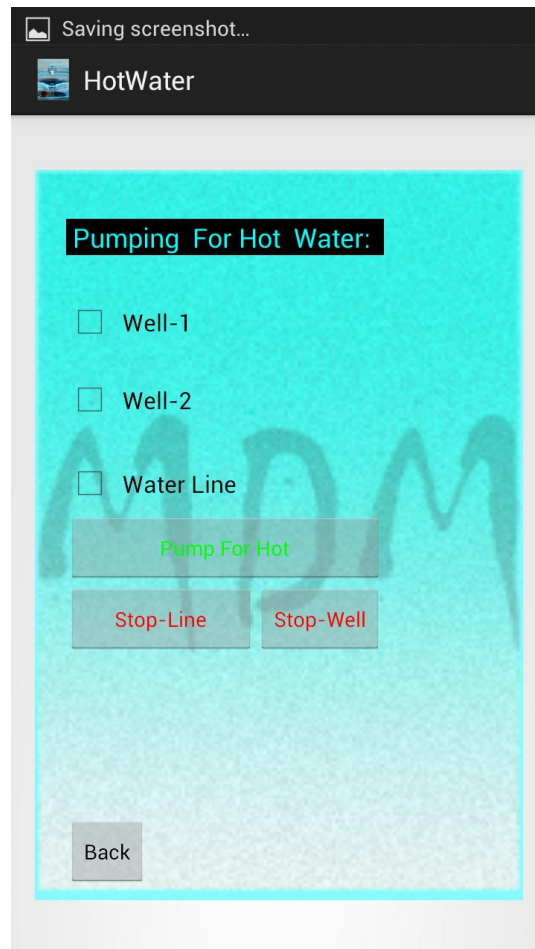 Saving screenshot...
HotWater
Pumping For Hot Water:
Well-1
Well-2
Water Line
MDM
Pump For Hot
Stop-Line Stop-Well
Back